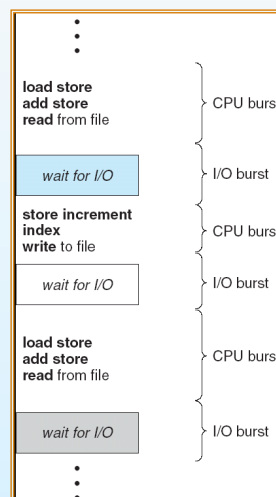 load store
add store
read from file
CPU burst
wait for I/O
I/O burst
store increment
index
write to file
CPU burs
wait for I/O
I/O burst
load store
add store
read from file
CPU burs
wait for I/O
I/O burst